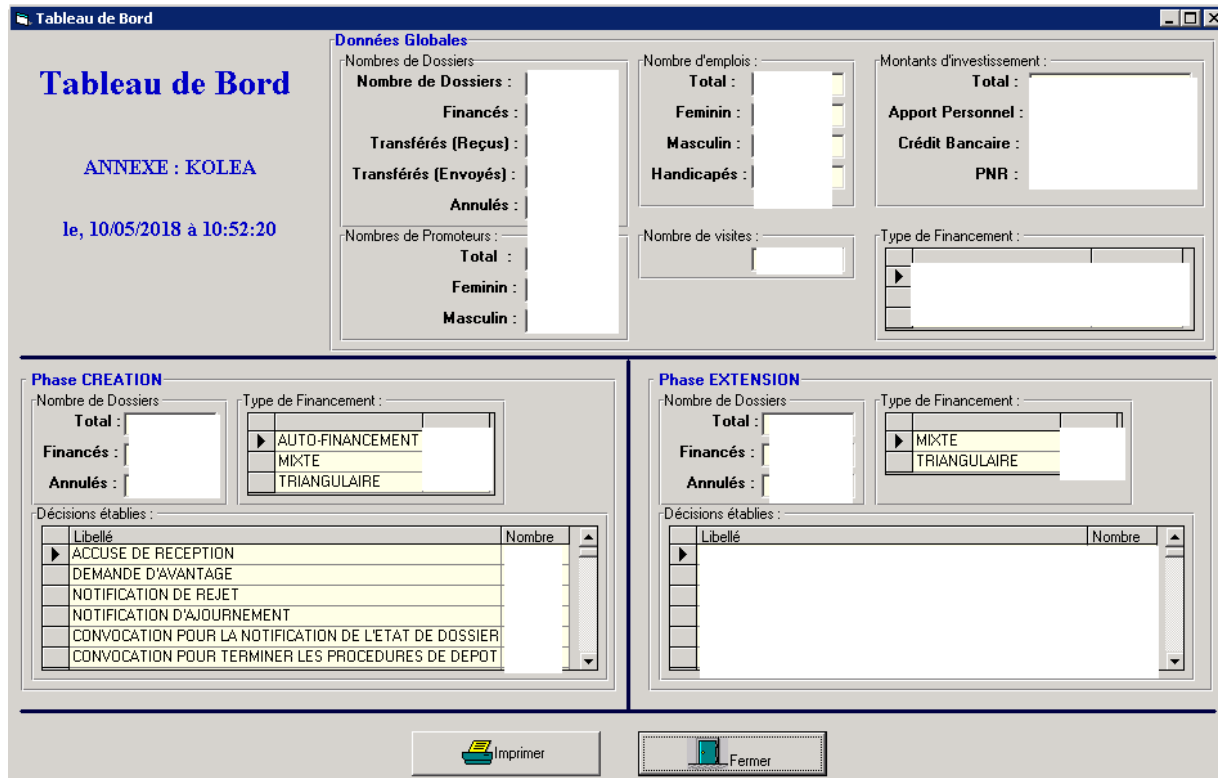 Tableau de Bord
Tableau de Bord
ANNEXE : KOLEA
le, 10/05/2018 à 10:52:20
Données Globales
Nombres de Dossiers
Nombre de Dossiers :
Financés :
Transférés (Reçus) :
Transférés (Envoyés) :
Annulés :
Nombres de Promoteurs :
Total :
Feminin :
Masculin :
Nombre d'emplois :
Total :
Feminin :
Masculin :
Handicapés :
Nombre de visites :
Montants d'investissement :
Total :
Apport Personnel :
Crédit Bancaire :
PNR :
Type de Financement :
Phase CREATION
Nombre de Dossiers
Total :
Financés :
Annulés :
Type de Financement :
AUTO-FINANCEMENT
MIXTE
TRIANGULAIRE
Décisions établies :
Libellé Nombre
ACCUSE DE RECEPTION
DEMANDE D'AVANTAGE
NOTIFICATION DE REJET
NOTIFICATION D'AJOURNEMENT
CONVOCATION POUR LA NOTIFICATION DE L'ETAT DE DOSSIER
CONVOCATION POUR TERMINER LES PROCEDURES DE DEPOT
Phase EXTENSION
Nombre de Dossiers
Total :
Financés :
Annulés :
Type de Financement :
MIXTE
TRIANGULAIRE
Décisions établies :
Libellé Nombre
Imprimer
Fermer